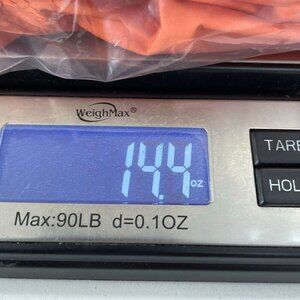 WeighMax
TARE
14.4 oz
HOL
Max:90LB d=0.1OZ